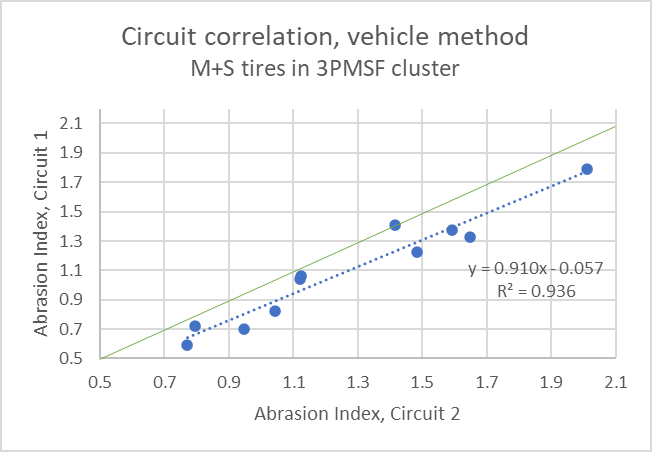 Circuit correlation, vehicle method
M+S tires in 3PMSF cluster
2.1
1.9
1.7
1.5
1.3
1.1
0.9
0.7
0.5
Abrasion Index, Circuit 1
y = 0.910x - 0.057
R² = 0.936
0.5 0.7 0.9 1.1 1.3 1.5 1.7 1.9 2.1
Abrasion Index, Circuit 2